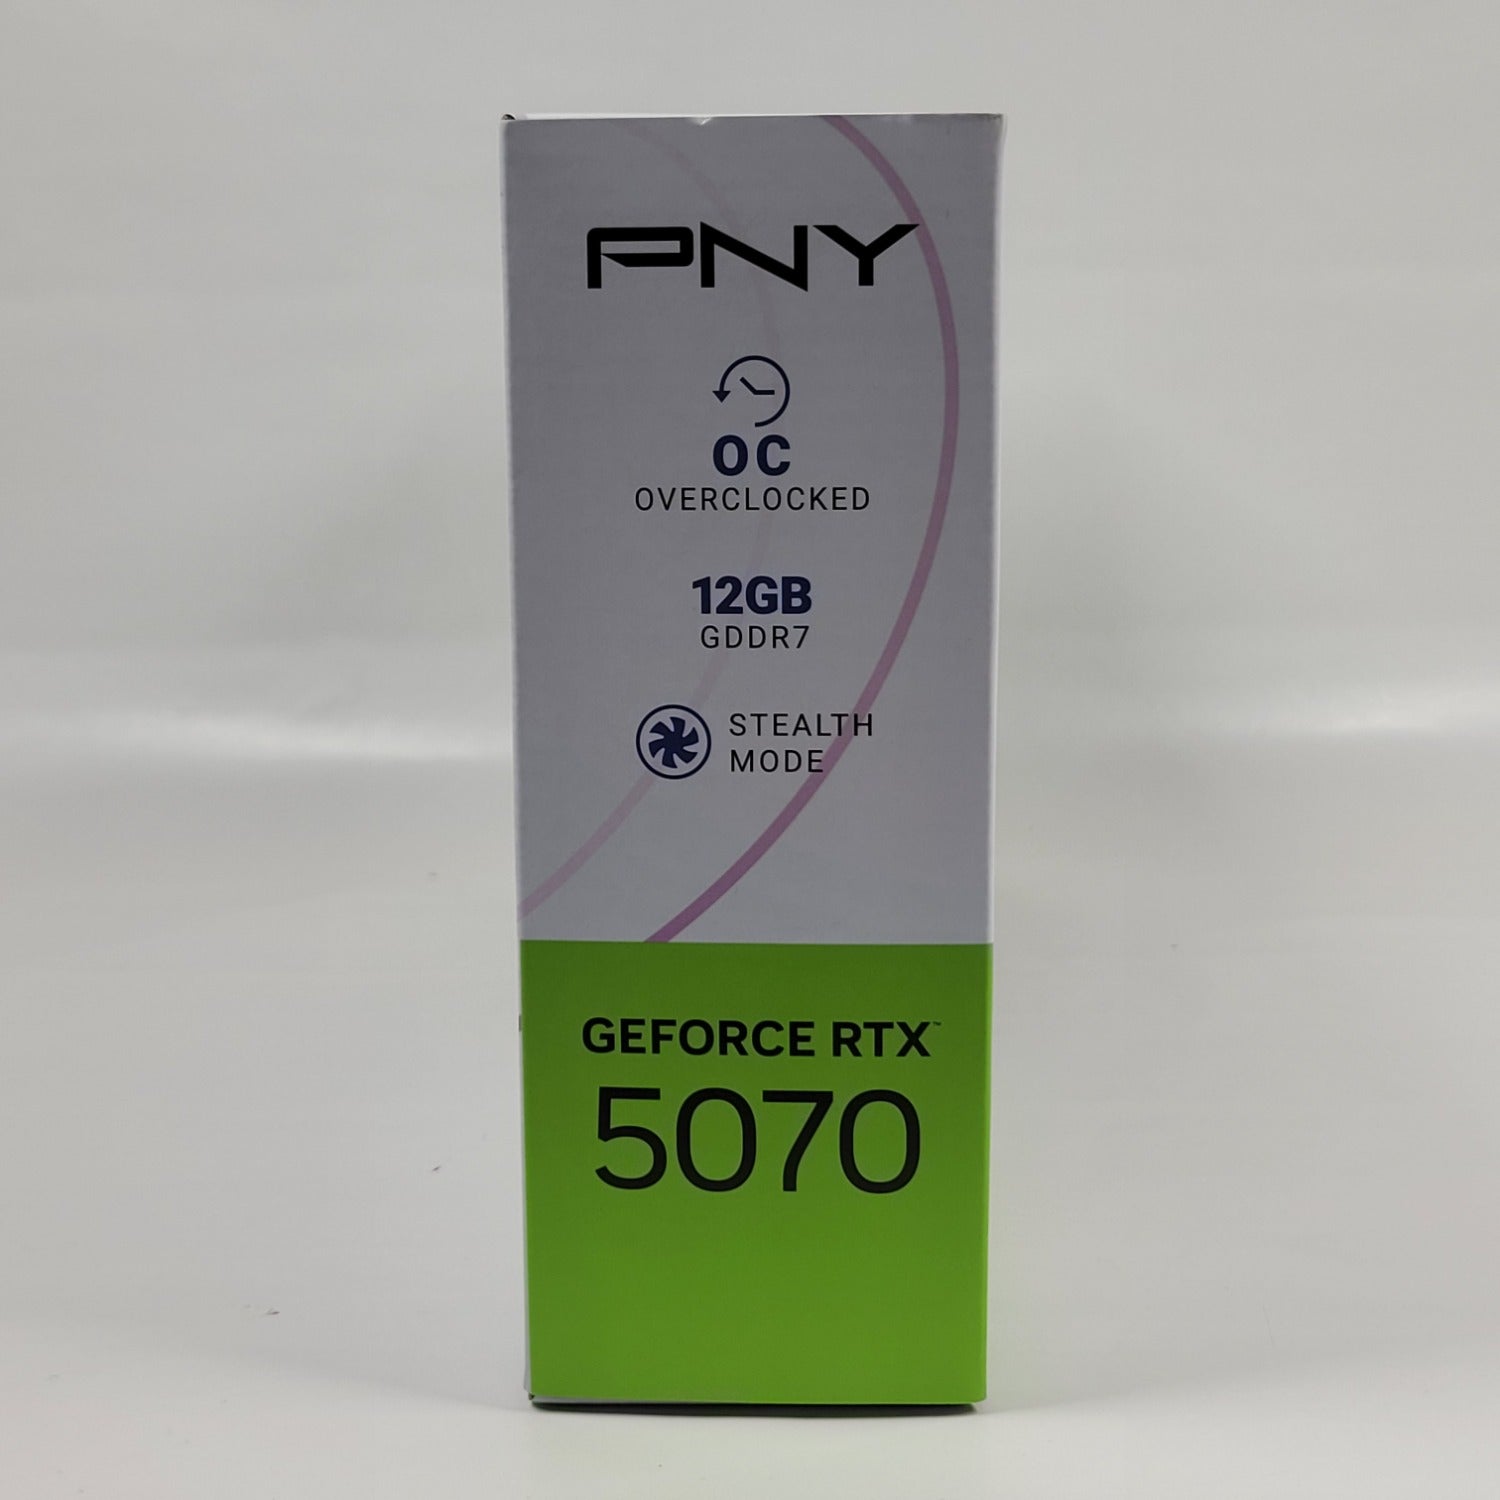 PNY
OC
OVERCLOCKED
12GB
GDDR7
STEALTH
MODE
GEFORCE RTX™
5070